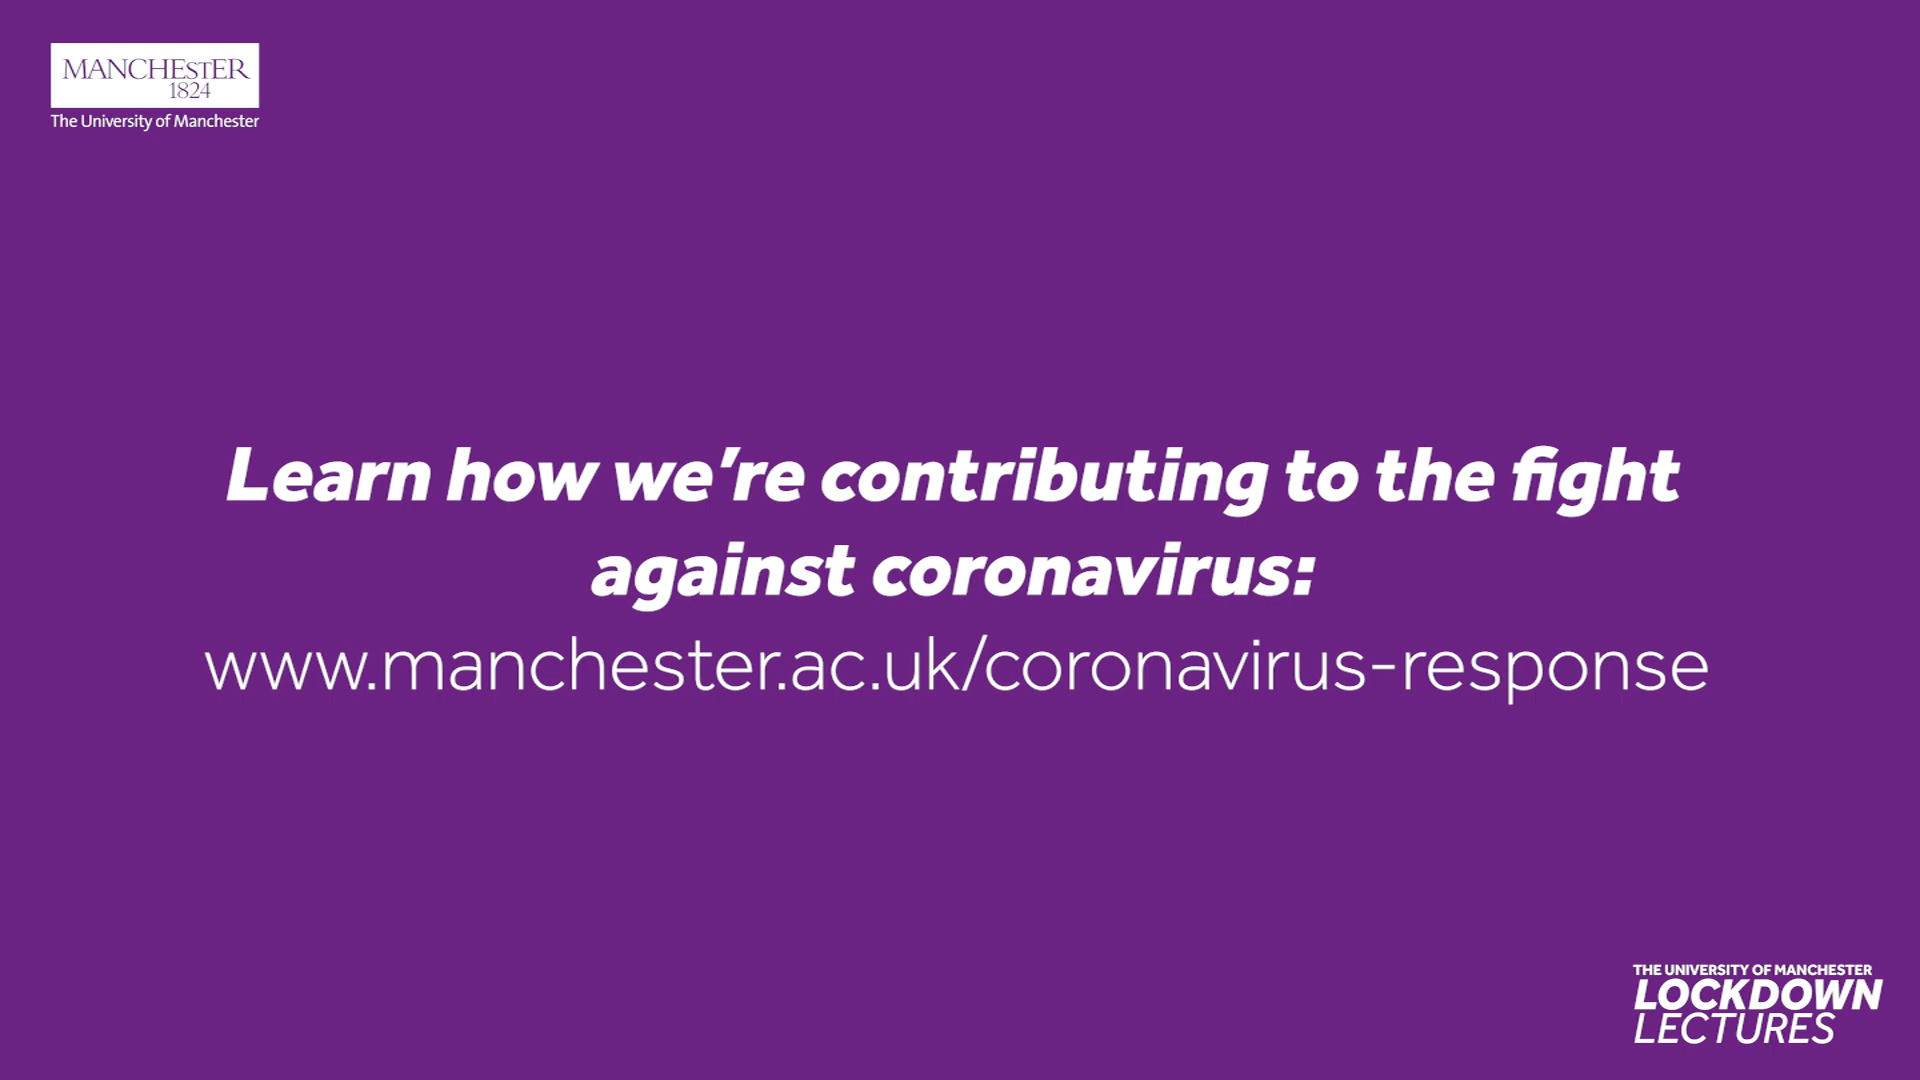 MANCHESTER
1824
The University of Manchester
Learn how we're contributing to the fight
against coronavirus:
www.manchester.ac.uk/coronavirus-response
THE UNIVERSITY OF MANCHESTER
LOCKDOWN
LECTURES